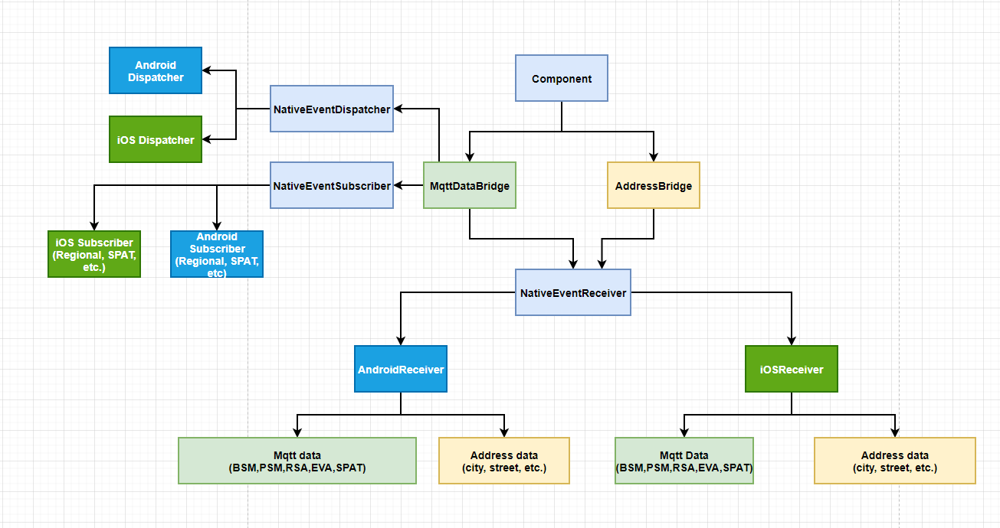 Android
Dispatcher
Component
NativeEventDispatcher
iOS Dispatcher
NativeEventSubscriber
MqttDataBridge
AddressBridge
iOS Subscriber
(Regional, SPAT,
etc.)
Android
Subscriber
(Regional, SPAT,
etc)
NativeEventReceiver
AndroidReceiver
iOSReceiver
Mqtt data
(BSM,PSM,RSA,EVA,SPAT)
Address data
(city, street, etc.)
Mqtt Data
(BSM,PSM,RSA,EVA,SPAT)
Address data
(city, street, etc.)